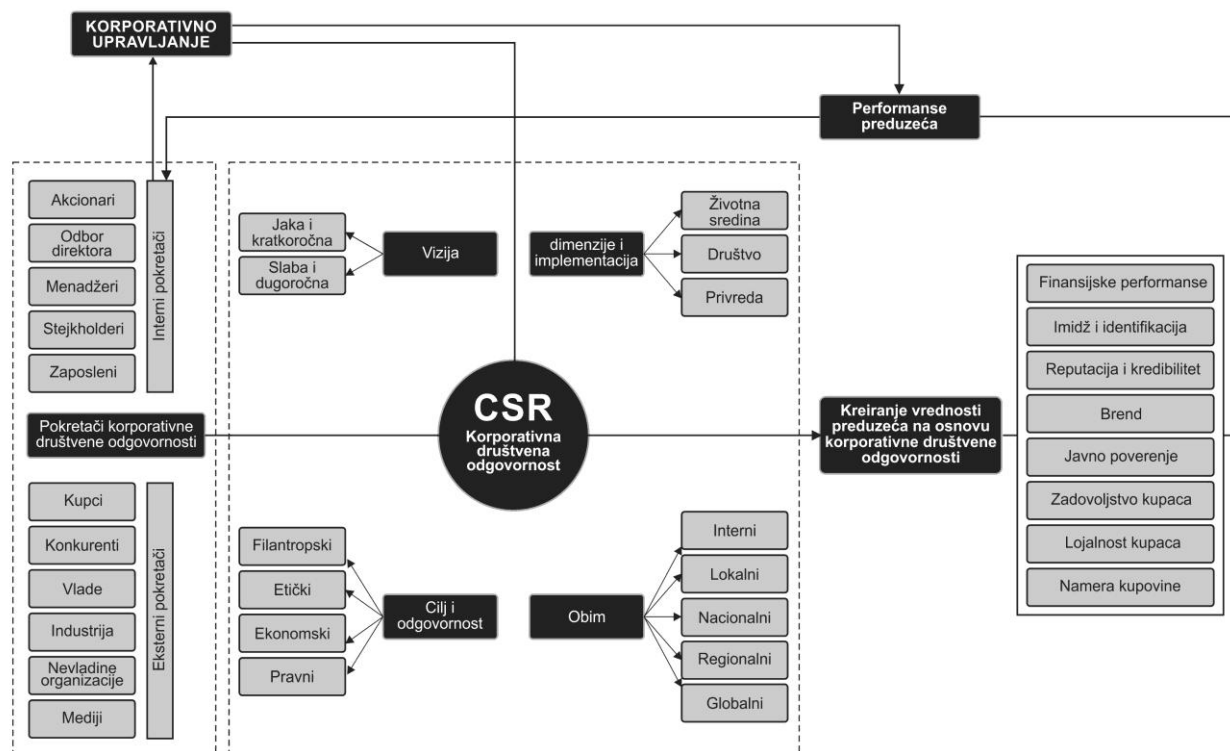 KORPORATIVNO
UPRAVLJANJE
Performanse
preduzeća
Akcionari
Odbor
direktora
Menadžeri
Stejkholderi
Zaposleni
Interni pokretači
Jaka i
kratkoročna
Slaba i
dugoročna
Vizija
dimenzije i
implementacija
Životna
sredina
Društvo
Privreda
Pokretači korporativne
društvene odgovornosti
CSR
Korporativna
društvena
odgovornost
Kreiranje vrednosti
preduzeća na osnovu
korporativne društvene
odgovornosti
Finansijske performanse
Imidž i identifikacija
Reputacija i kredibilitet
Brend
Javno poverenje
Zadovoljstvo kupaca
Lojalnost kupaca
Namera kupovine
Kupci
Konkurenti
Vlade
Industrija
Nevladine
organizacije
Mediji
Eksterni pokretači
Filantropski
Etički
Ekonomski
Pravni
Cilj i
odgovornost
Obim
Interni
Lokalni
Nacionalni
Regionalni
Globalni